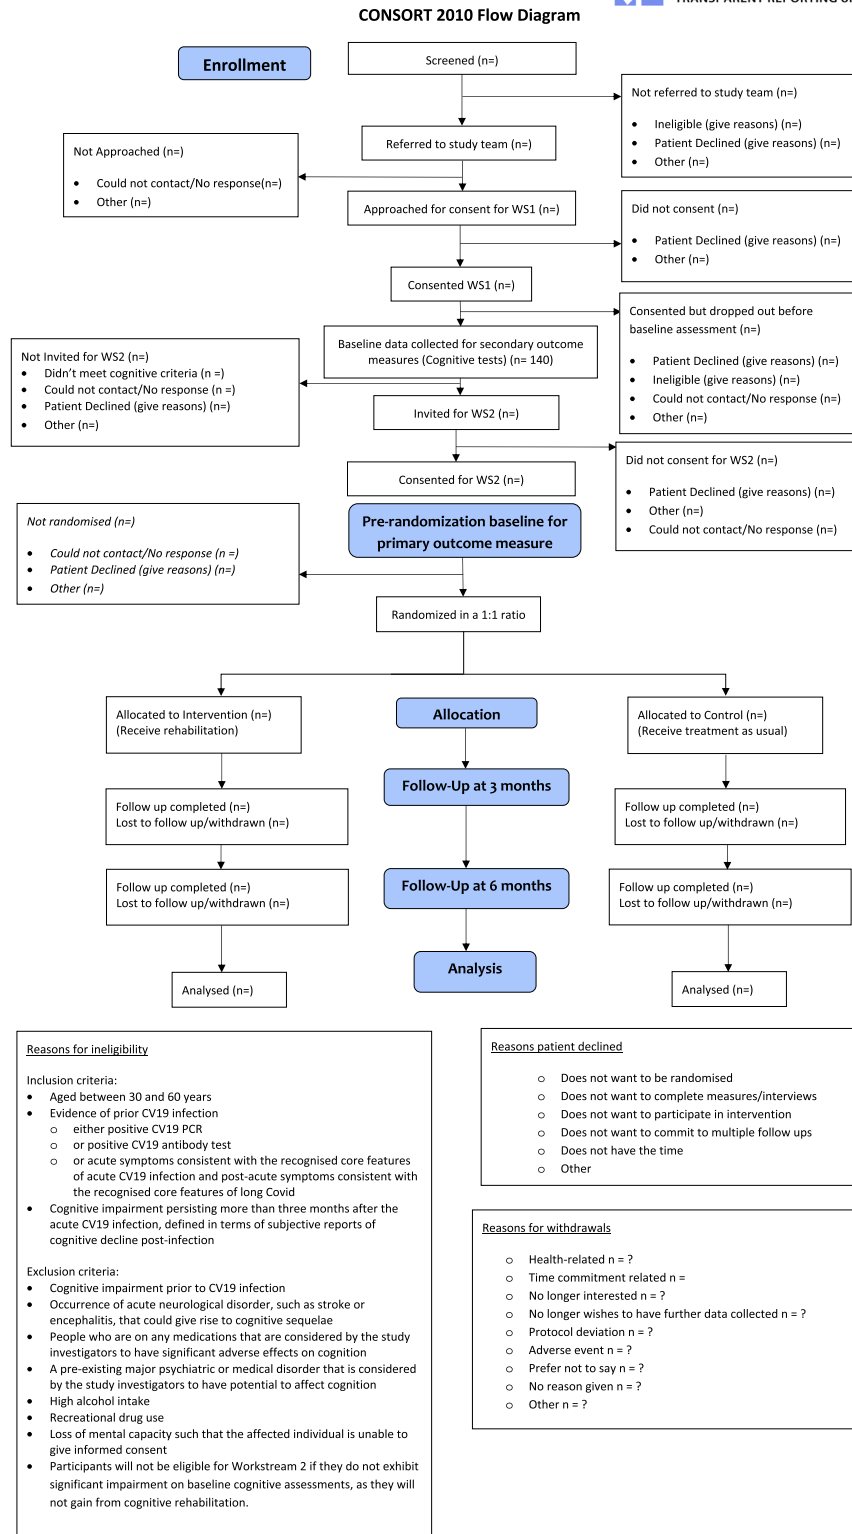 TRANSPARENT REPORTING
CONSORT 2010 Flow Diagram
Enrollment
Screened (n=)
Not referred to study team (n=)
• Ineligible (give reasons) (n=)
• Patient Declined (give reasons) (n=)
• Other (n=)
Referred to study team (n=)
Not Approached (n=)
• Could not contact/No response(n=)
• Other (n=)
Approached for consent for WS1 (n=)
Did not consent (n=)
• Patient Declined (give reasons) (n=)
• Other (n=)
Consented WS1 (n=)
Consented but dropped out before
baseline assessment (n=)
• Patient Declined (give reasons) (n=)
• Ineligible (give reasons) (n=)
• Could not contact/No response (n=)
• Other (n=)
Baseline data collected for secondary outcome
measures (Cognitive tests) (n= 140)
Not Invited for WS2 (n=)
• Didn’t meet cognitive criteria (n =)
• Could not contact/No response (n =)
• Patient Declined (give reasons) (n=)
• Other (n=)
Invited for WS2 (n=)
Did not consent for WS2 (n=)
• Patient Declined (give reasons) (n=)
• Other (n=)
• Could not contact/No response (n=)
Consented for WS2 (n=)
Pre-randomization baseline for
primary outcome measure
Not randomised (n=)
• Could not contact/No response (n =)
• Patient Declined (give reasons) (n=)
• Other (n=)
Randomized in a 1:1 ratio
Allocated to Intervention (n=)
(Receive rehabilitation)
Allocation
Allocated to Control (n=)
(Receive treatment as usual)
Follow-Up at 3 months
Follow up completed (n=)
Lost to follow up/withdrawn (n=)
Follow up completed (n=)
Lost to follow up/withdrawn (n=)
Follow-Up at 6 months
Follow up completed (n=)
Lost to follow up/withdrawn (n=)
Follow up completed (n=)
Lost to follow up/withdrawn (n=)
Analysis
Analysed (n=)
Analysed (n=)
Reasons for ineligibility
Inclusion criteria:
• Aged between 30 and 60 years
• Evidence of prior CV19 infection
o either positive CV19 PCR
o or positive CV19 antibody test
o or acute symptoms consistent with the recognised core features
of acute CV19 infection and post-acute symptoms consistent with
the recognised core features of long Covid
• Cognitive impairment persisting more than three months after the
acute CV19 infection, defined in terms of subjective reports of
cognitive decline post-infection
Exclusion criteria:
• Cognitive impairment prior to CV19 infection
• Occurrence of acute neurological disorder, such as stroke or
encephalitis, that could give rise to cognitive sequelae
• People who are on any medications that are considered by the study
investigators to have significant adverse effects on cognition
• A pre-existing major psychiatric or medical disorder that is considered
by the study investigators to have potential to affect cognition
• High alcohol intake
• Recreational drug use
• Loss of mental capacity such that the affected individual is unable to
give informed consent
• Participants will not be eligible for Workstream 2 if they do not exhibit
significant impairment on baseline cognitive assessments, as they will
not gain from cognitive rehabilitation.
Reasons patient declined
o Does not want to be randomised
o Does not want to complete measures/interviews
o Does not want to participate in intervention
o Does not want to commit to multiple follow ups
o Does not have the time
o Other
Reasons for withdrawals
o Health-related n = ?
o Time commitment related n =
o No longer interested n = ?
o No longer wishes to have further data collected n = ?
o Protocol deviation n = ?
o Adverse event n = ?
o Prefer not to say n = ?
o No reason given n = ?
o Other n = ?